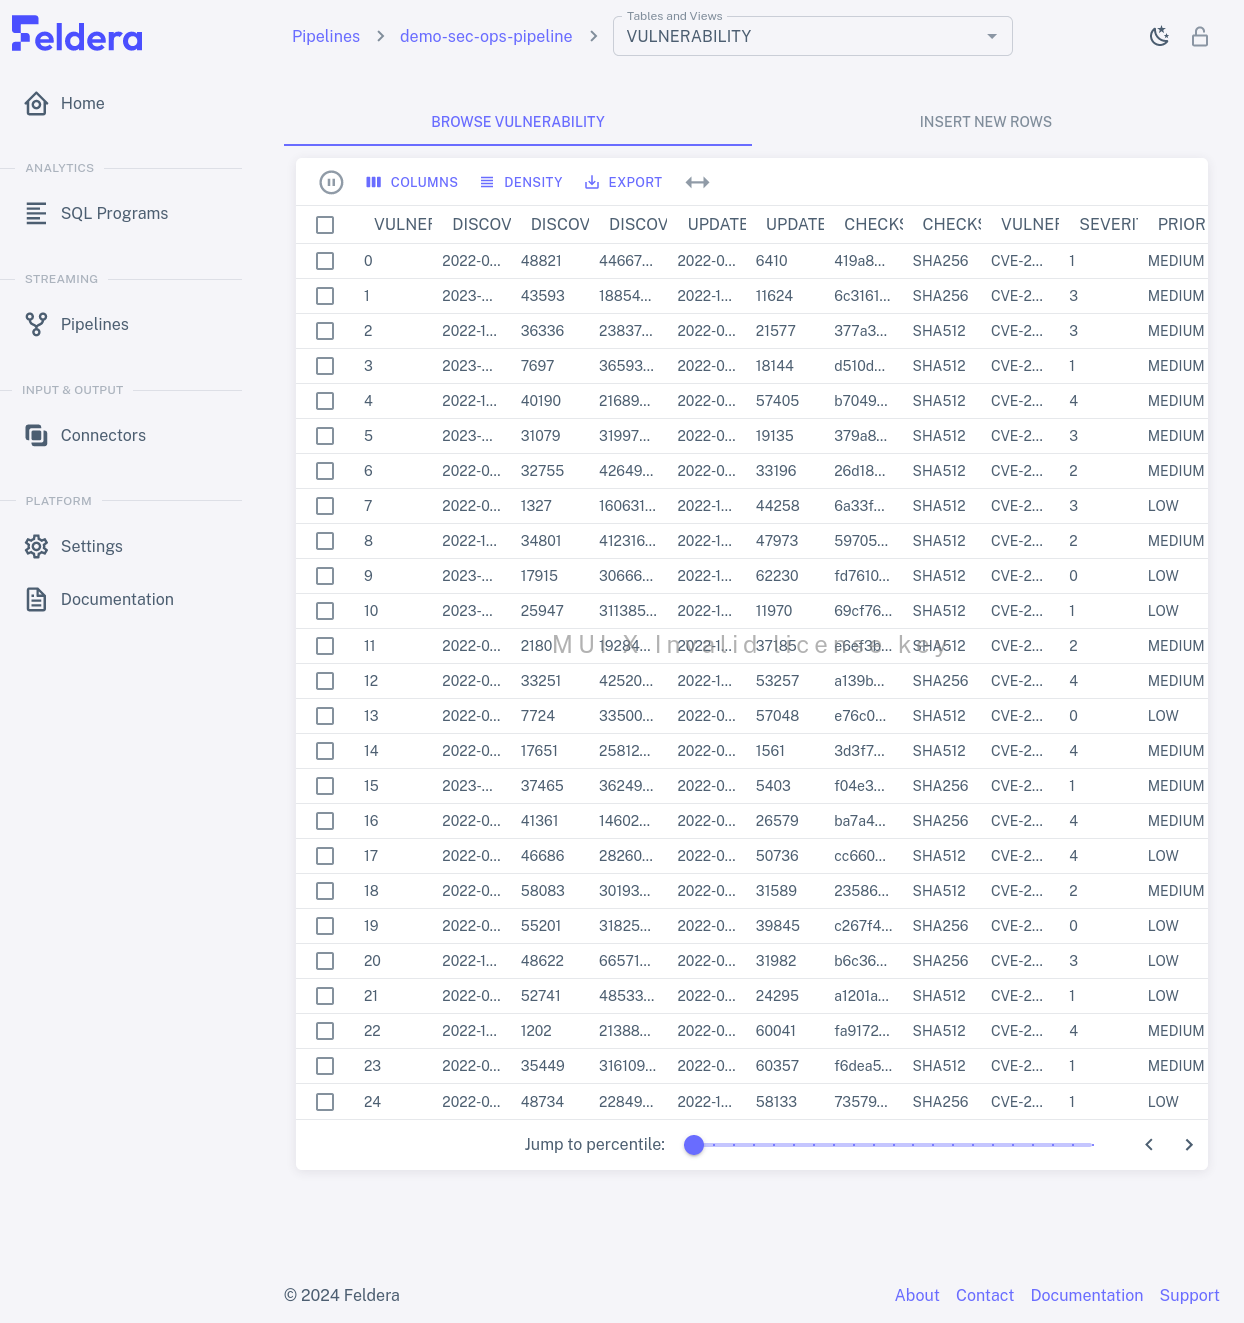 Feldera
Pipelines demo-sec-ops-pipeline Tables and Views VULNERABILITY
Home
ANALYTICS
SQL Programs
STREAMING
Pipelines
INPUT & OUTPUT
Connectors
PLATFORM
Settings
Documentation
BROWSE VULNERABILITY INSERT NEW ROWS
COLUMNS DENSITY EXPORT
VULNEF DISCOV DISCOV DISCOV UPDATE UPDATE CHECKS CHECKS VULNEF SEVERIT PRIOR
0 2022-0... 48821 44667... 2022-0... 6410 419a8... SHA256 CVE-2... 1 MEDIUM
1 2023-... 43593 18854... 2022-1... 11624 6c3161... SHA256 CVE-2... 3 MEDIUM
2 2022-1... 36336 23837... 2022-0... 21577 377a3... SHA512 CVE-2... 3 MEDIUM
3 2023-... 7697 36593... 2022-0... 18144 d510d... SHA512 CVE-2... 1 MEDIUM
4 2022-1... 40190 21689... 2022-0... 57405 b7049... SHA512 CVE-2... 4 MEDIUM
5 2023-... 31079 31997... 2022-0... 19135 379a8... SHA512 CVE-2... 3 MEDIUM
6 2022-0... 32755 42649... 2022-0... 33196 26d18... SHA512 CVE-2... 2 MEDIUM
7 2022-0... 1327 160631... 2022-1... 44258 6a33f... SHA512 CVE-2... 3 LOW
8 2022-1... 34801 412316... 2022-1... 47973 59705... SHA512 CVE-2... 2 MEDIUM
9 2023-... 17915 30666... 2022-1... 62230 fd7610... SHA512 CVE-2... 0 LOW
10 2023-... 25947 311385... 2022-1... 11970 69cf76... SHA512 CVE-2... 1 LOW
11 2022-0... 2180 19284... 2022-1... 37185 e6ef3b... SHA512 CVE-2... 2 MEDIUM
MUI X Invalid license key
12 2022-0... 33251 42520... 2022-1... 53257 a139b... SHA256 CVE-2... 4 MEDIUM
13 2022-0... 7724 33500... 2022-0... 57048 e76c0... SHA512 CVE-2... 0 LOW
14 2022-0... 17651 25812... 2022-0... 1561 3d3f7... SHA512 CVE-2... 4 MEDIUM
15 2023-... 37465 36249... 2022-0... 5403 f04e3... SHA256 CVE-2... 1 MEDIUM
16 2022-0... 41361 14602... 2022-0... 26579 ba7a4... SHA256 CVE-2... 4 MEDIUM
17 2022-0... 46686 28260... 2022-0... 50736 cc660... SHA512 CVE-2... 4 LOW
18 2022-0... 58083 30193... 2022-0... 31589 23586... SHA512 CVE-2... 2 MEDIUM
19 2022-0... 55201 31825... 2022-0... 39845 c267f4... SHA256 CVE-2... 0 LOW
20 2022-1... 48622 66571... 2022-0... 31982 b6c36... SHA256 CVE-2... 3 LOW
21 2022-0... 52741 48533... 2022-0... 24295 a1201a... SHA512 CVE-2... 1 LOW
22 2022-1... 1202 21388... 2022-0... 60041 fa9172... SHA512 CVE-2... 4 MEDIUM
23 2022-0... 35449 316109... 2022-0... 60357 f6dea5... SHA512 CVE-2... 1 MEDIUM
24 2022-0... 48734 22849... 2022-1... 58133 73579... SHA256 CVE-2... 1 LOW
Jump to percentile:
© 2024 Feldera About Contact Documentation Support